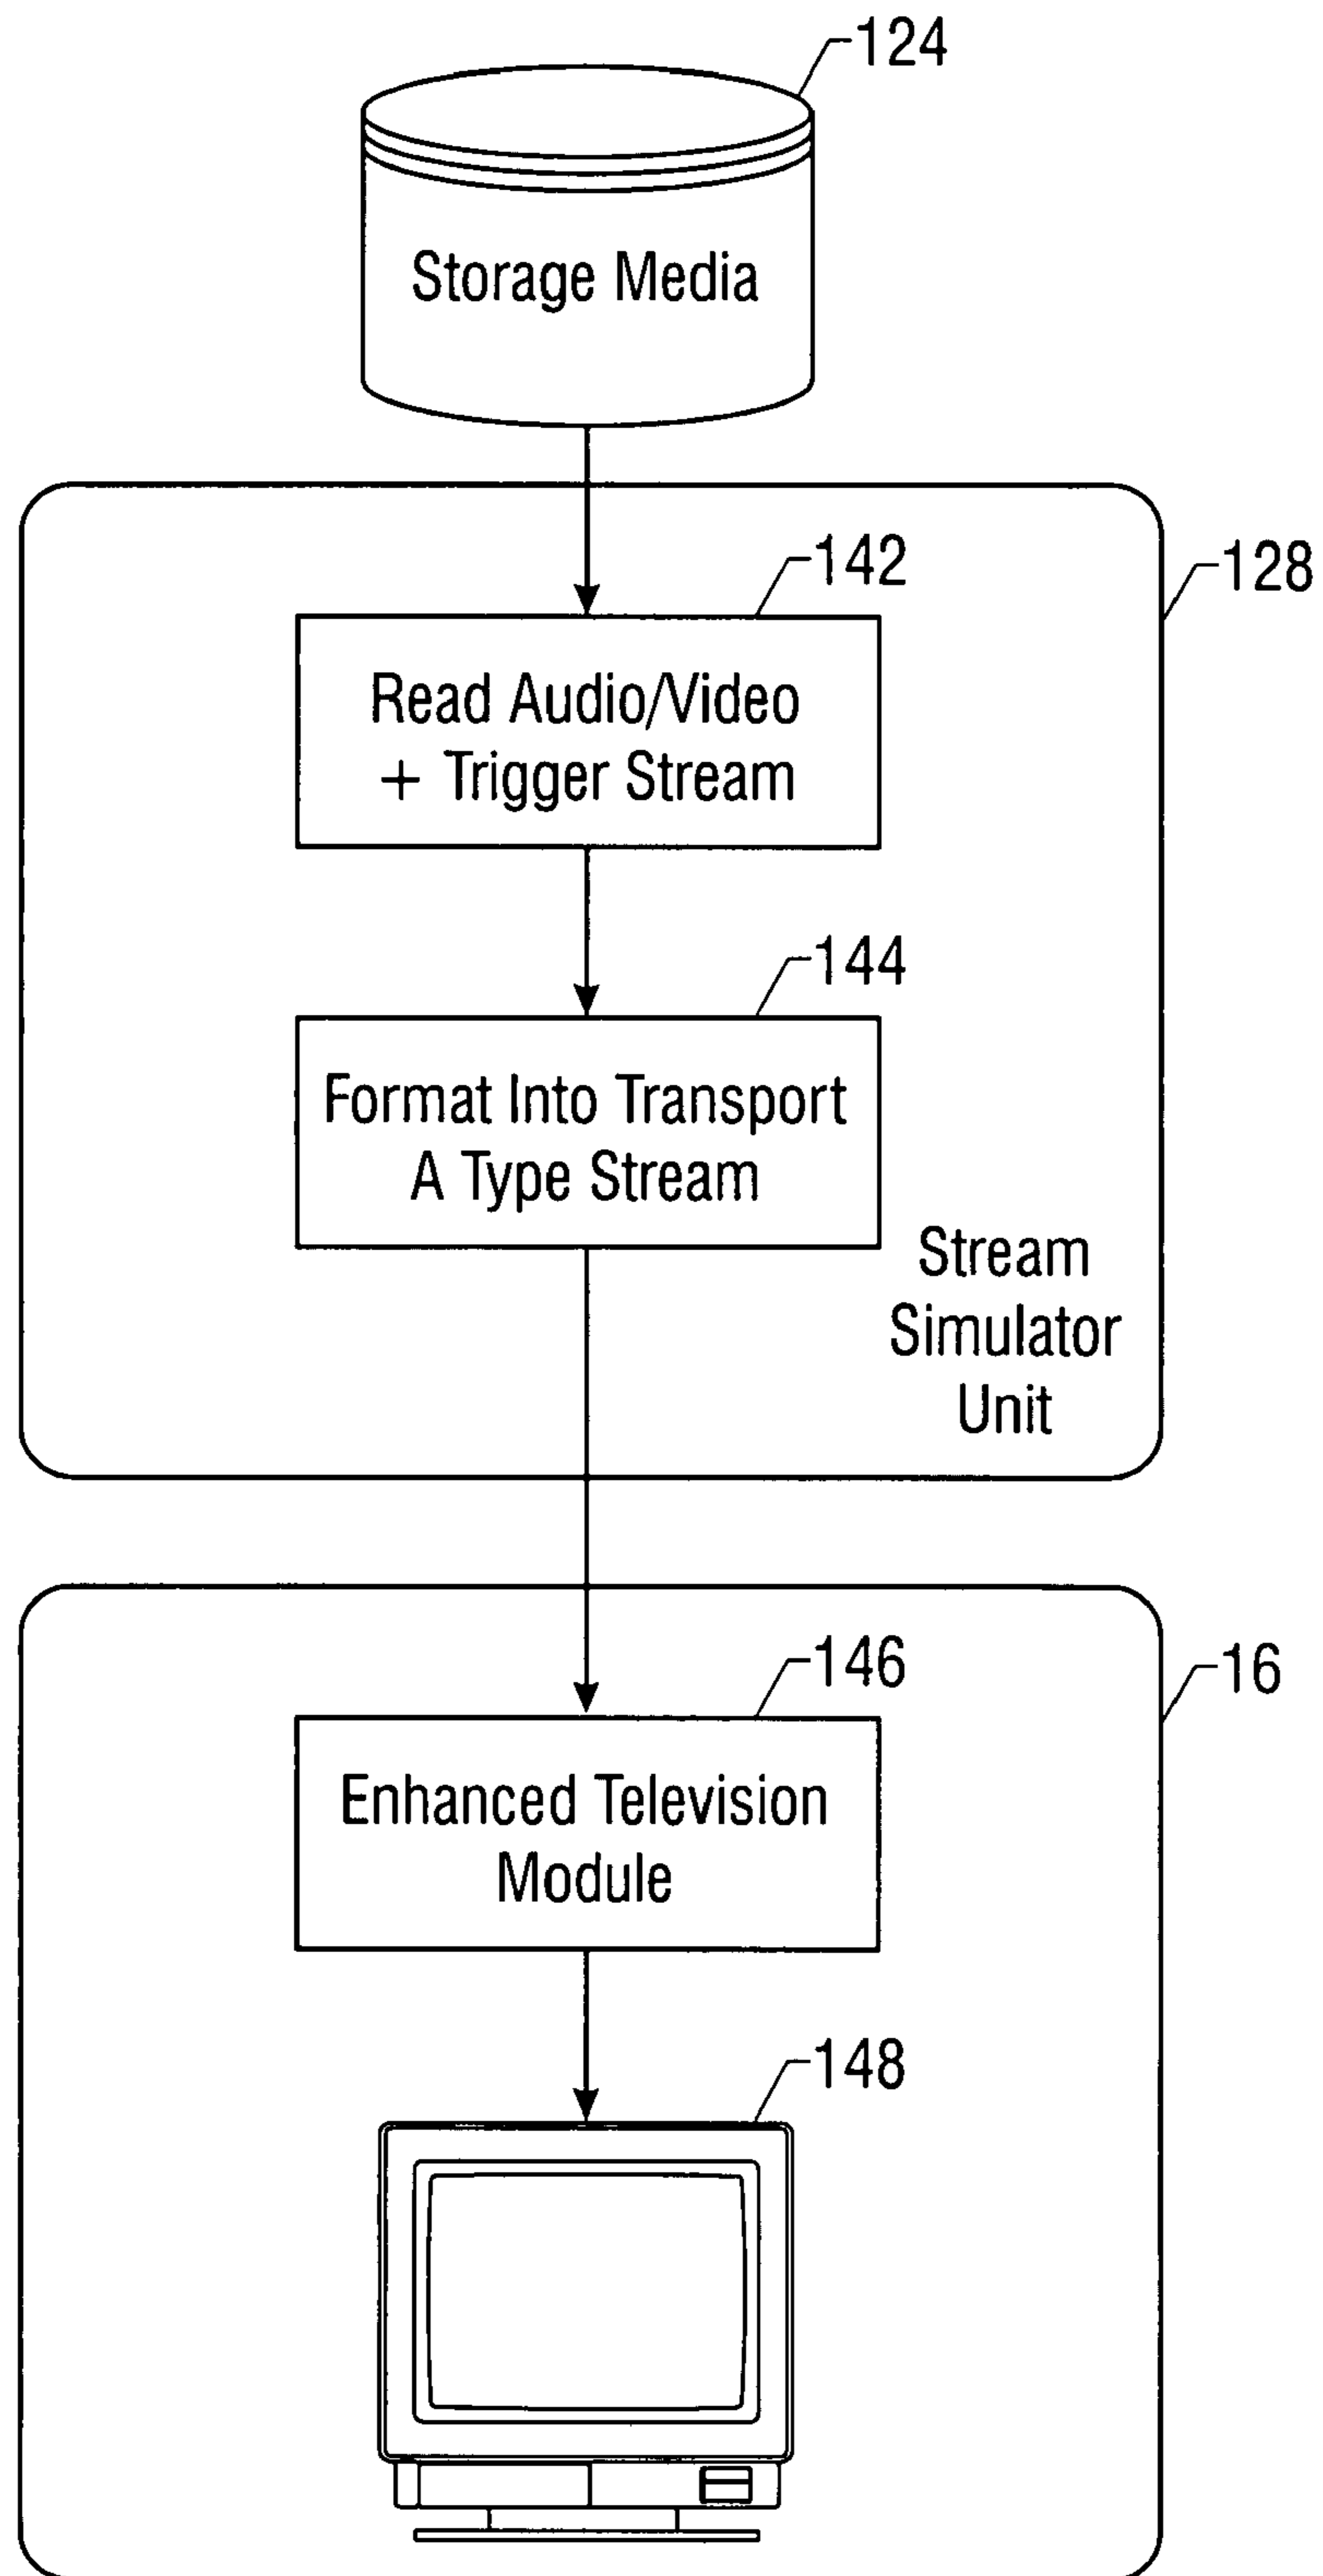 124
Storage Media
128
142
Read Audio/Video
+ Trigger Stream
144
Format Into Transport
A Type Stream
Stream
Simulator
Unit
16
146
Enhanced Television
Module
148